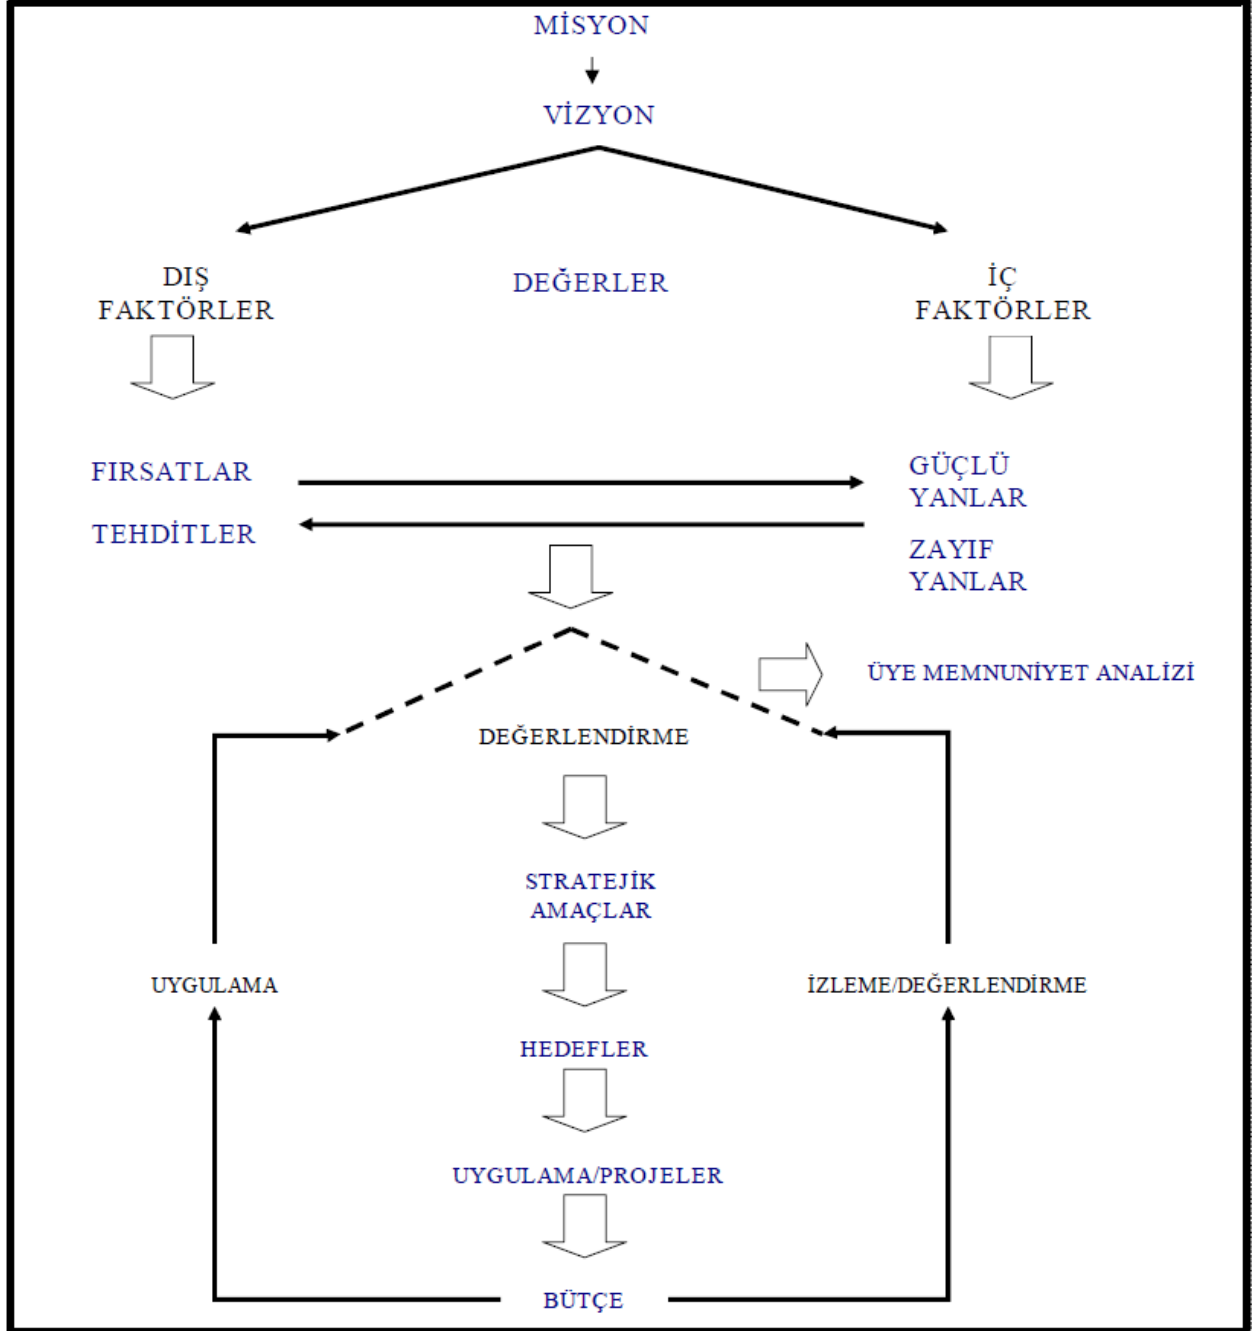 MİSYON
VİZYON
DIŞ
FAKTÖRLER
DEĞERLER
İÇ
FAKTÖRLER
FIRSATLAR
TEHDİTLER
GÜÇLÜ
YANLAR
ZAYIF
YANLAR
ÜYE MEMNUNİYET ANALİZİ
DEĞERLENDİRME
STRATEJİK
AMAÇLAR
UYGULAMA
İZLEME/DEĞERLENDİRME
HEDEFLER
UYGULAMA/PROJELER
BÜTÇE